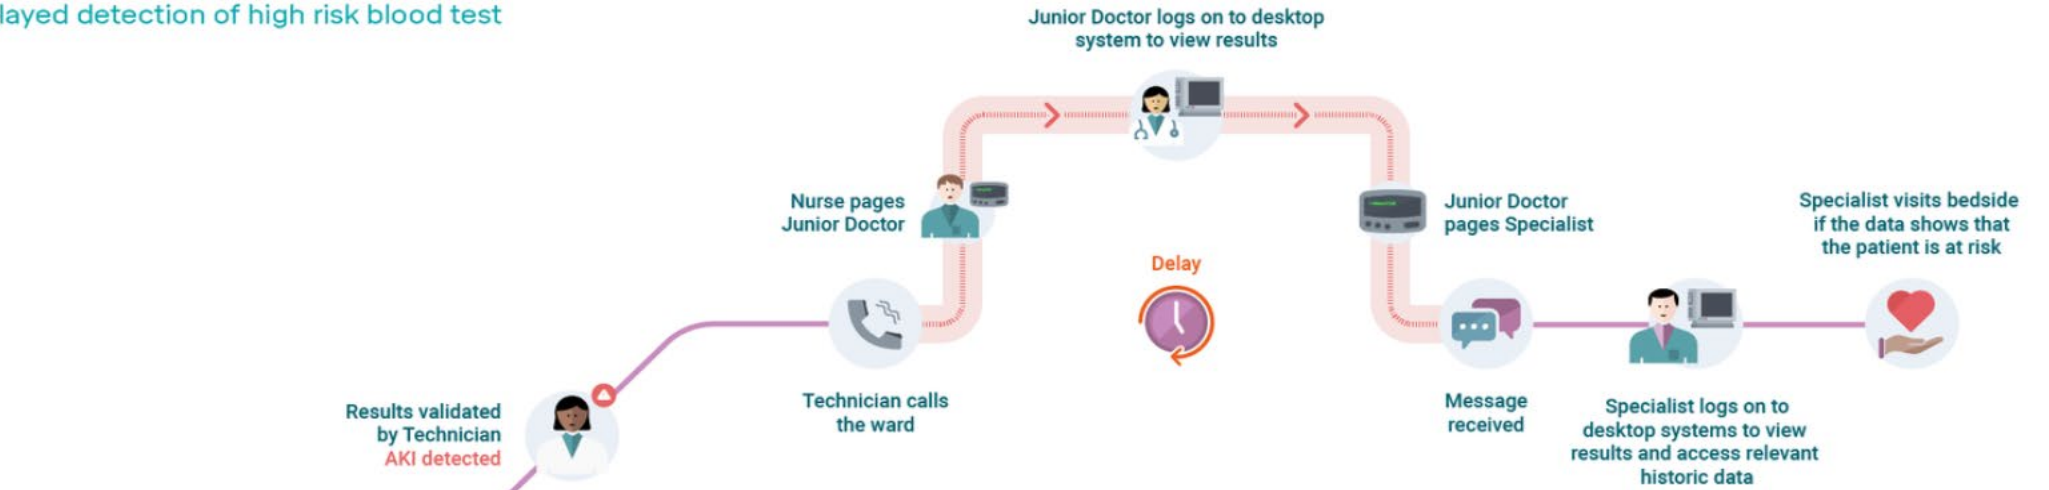 layed detection of high risk blood test
Junior Doctor logs on to desktop
system to view results
Nurse pages
Junior Doctor
Junior Doctor
pages Specialist
Specialist visits bedside
if the data shows that
the patient is at risk
Delay
Results validated
by Technician
AKI detected
Technician calls
the ward
Message
received
Specialist logs on to
desktop systems to view
results and access relevant
historic data